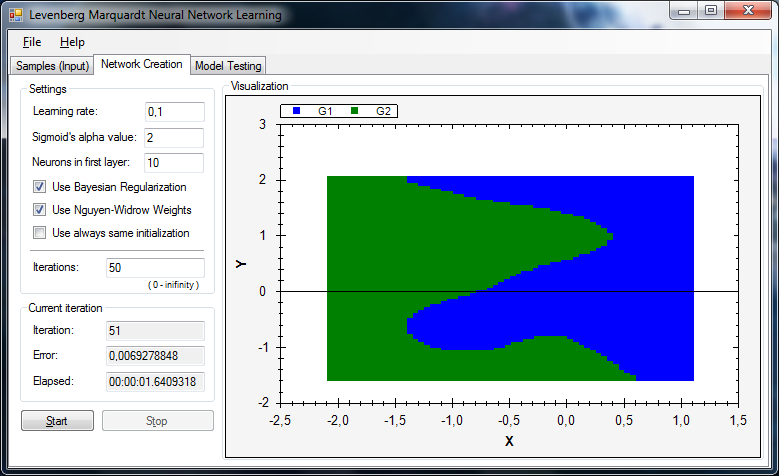 Levenberg Marquardt Neural Network Learning
File Help
Samples (Input) Network Creation Model Testing
Settings
Learning rate: 0,1
Sigmoid's alpha value: 2
Neurons in first layer: 10
Use Bayesian Regularization
Use Nguyen-Widrow Weights
Use always same initialization
Iterations: 50
( 0 - inifinity )
Current iteration
Iteration: 51
Error: 0,0069278848
Elapsed: 00:00:01.6409318
Start Stop
Visualization
G1 G2
3
2
1
0
-1
-2
Y
-2,5 -2,0 -1,5 -1,0 -0,5 0,0 0,5 1,0 1,5
X